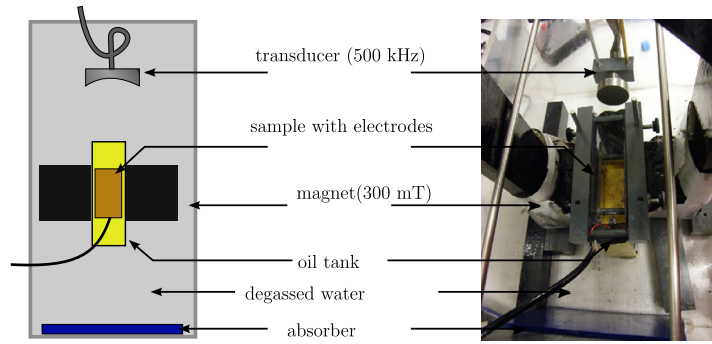 transducer (500 kHz)
sample with electrodes
magnet(300 mT)
oil tank
degassed water
absorber